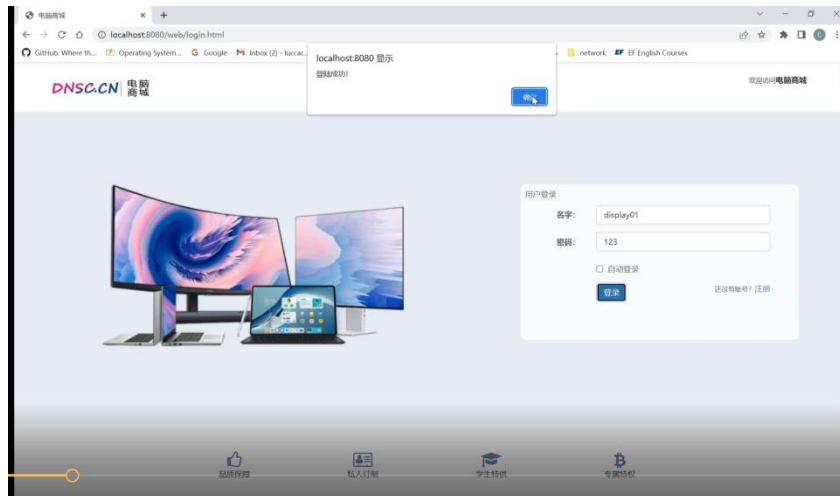 电脑商城
localhost:8080/web/login.html
GitHub: Where th...
Operating System...
Google
Inbox (2) - luccac...
network
EF EF English Courses
localhost:8080 显示
登陆成功!
确定
DNSC.CN 电脑商城
欢迎访问电脑商城
用户登录
名字: display01
密码: 123
自动登录
登录
还没有账号? 注册
品质保障
私人订制
学生特供
专属特权